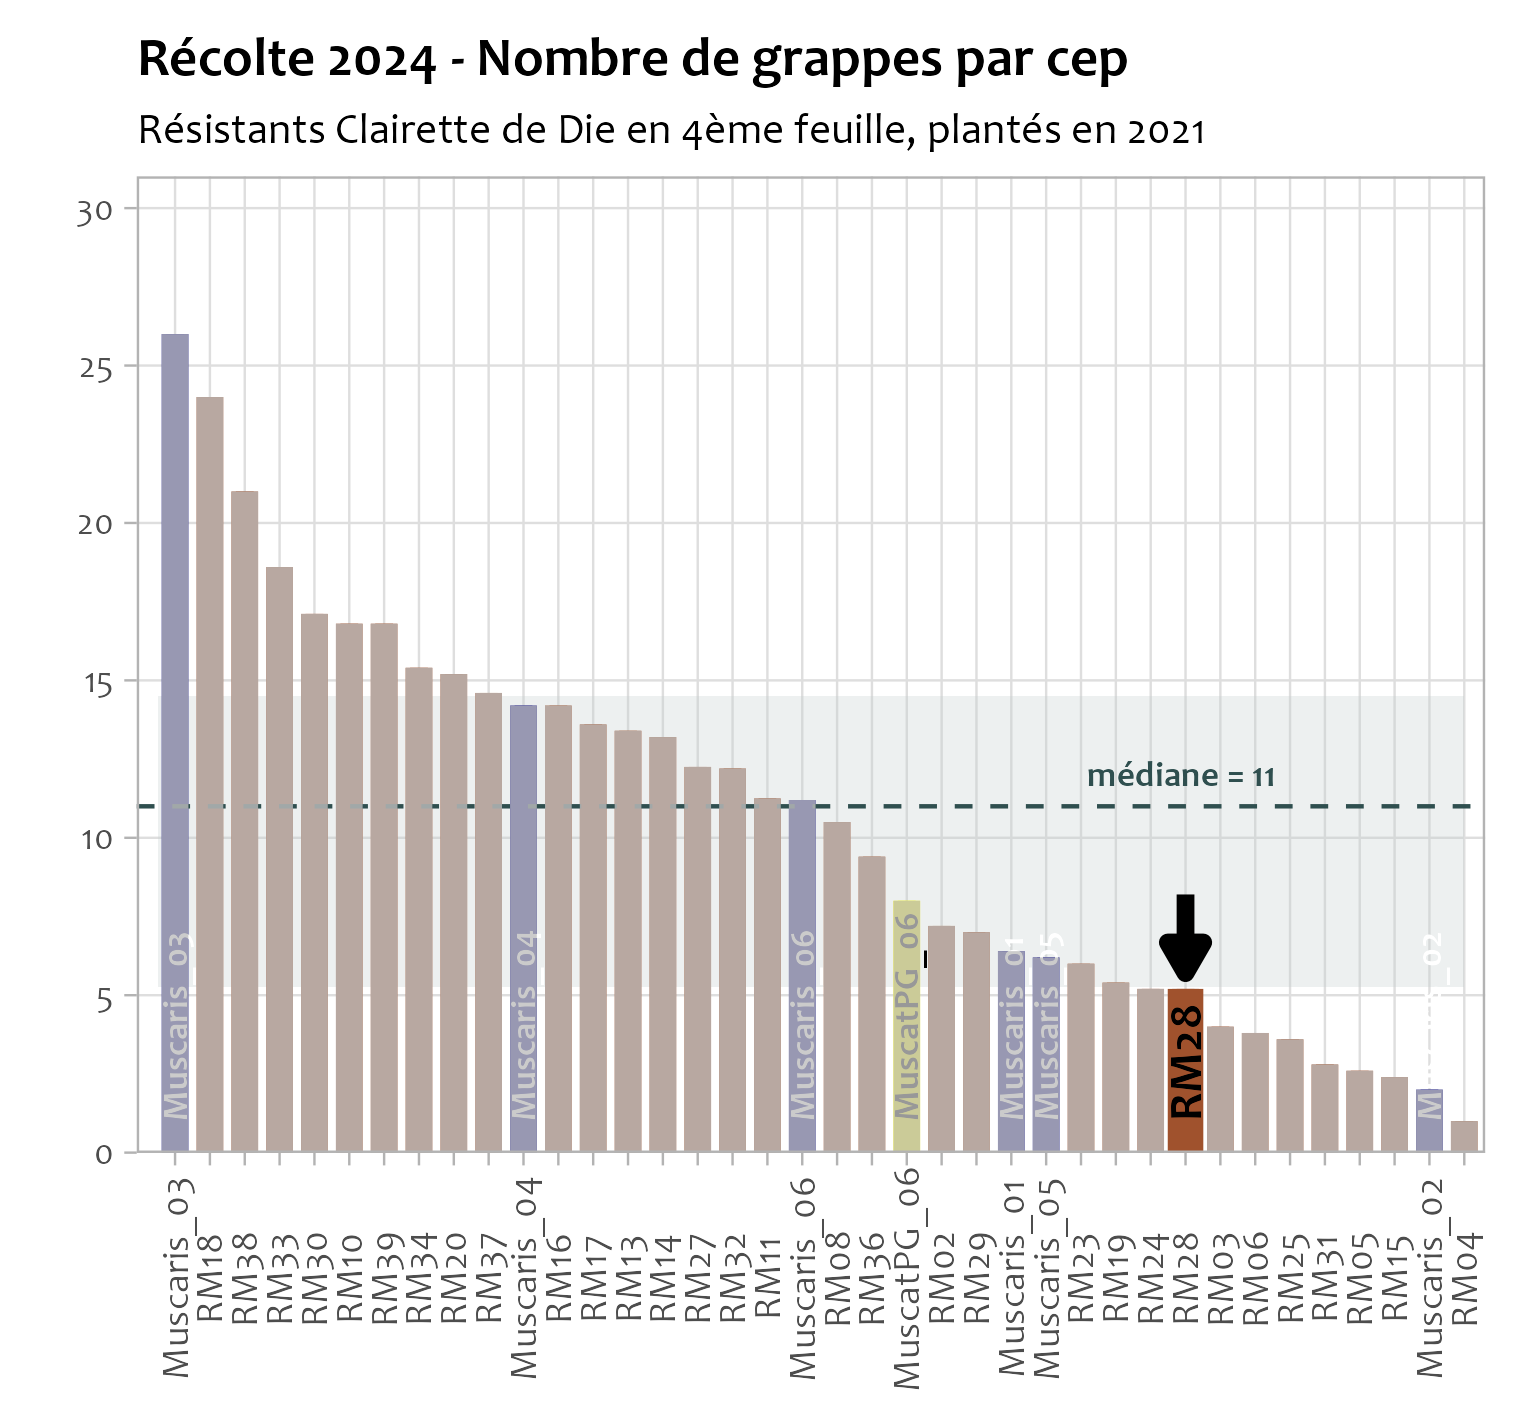 Récolte 2024 - Nombre de grappes par cep
Résistants Clairette de Die en 4ème feuille, plantés en 2021
30
25
20
15
10
5
0
médiane = 11
Muscaris_03
Muscaris_04
Muscaris_06
MuscatPG_06
Muscaris_01
Muscaris_05
RM28
Muscaris_02
Muscaris_03
RM18
RM38
RM33
RM30
RM10
RM39
RM34
RM20
RM37
Muscaris_04
RM16
RM17
RM13
RM14
RM27
RM32
RM11
Muscaris_06
RM08
RM36
MuscatPG_06
RM02
RM29
Muscaris_01
Muscaris_05
RM23
RM19
RM24
RM28
RM03
RM06
RM25
RM31
RM05
RM15
Muscaris_02
RM04